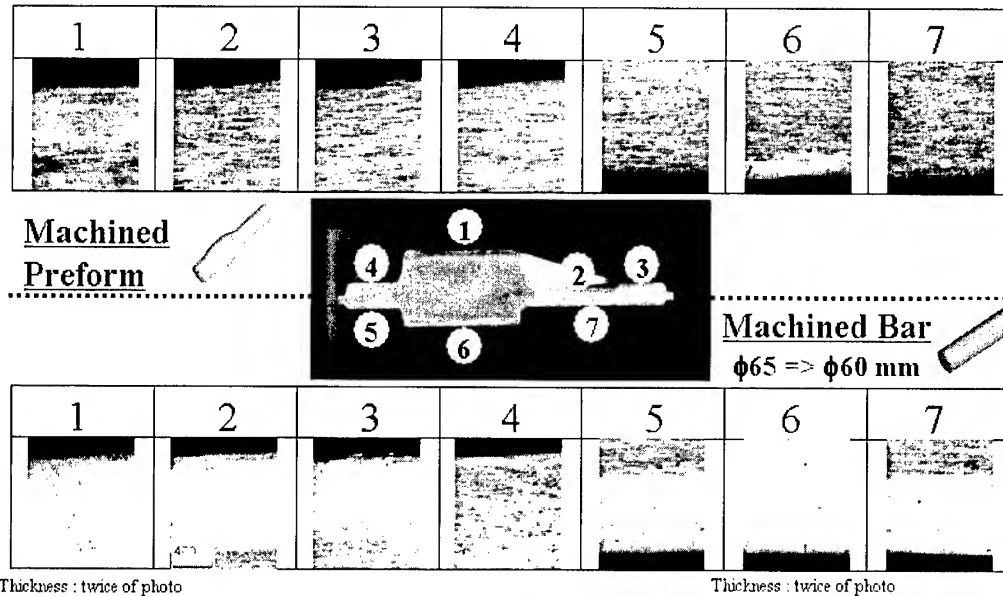 1 2 3 4 5 6 7
Machined
Preform
1
2
3
4
5
6
7
Machined Bar
ϕ65 => ϕ60 mm
1 2 3 4 5 6 7
Thickness : twice of photo
Thickness : twice of photo